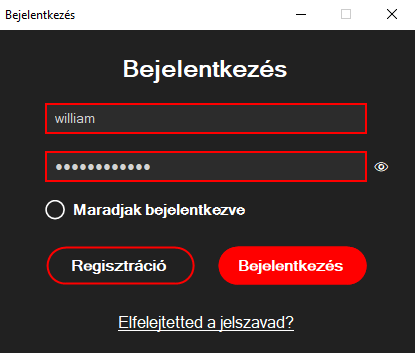 Bejelentkezés
Bejelentkezés
william
●●●●●●●●●●●●
Maradjak bejelentkezve
Regisztráció
Bejelentkezés
Elfelejtetted a jelszavad?